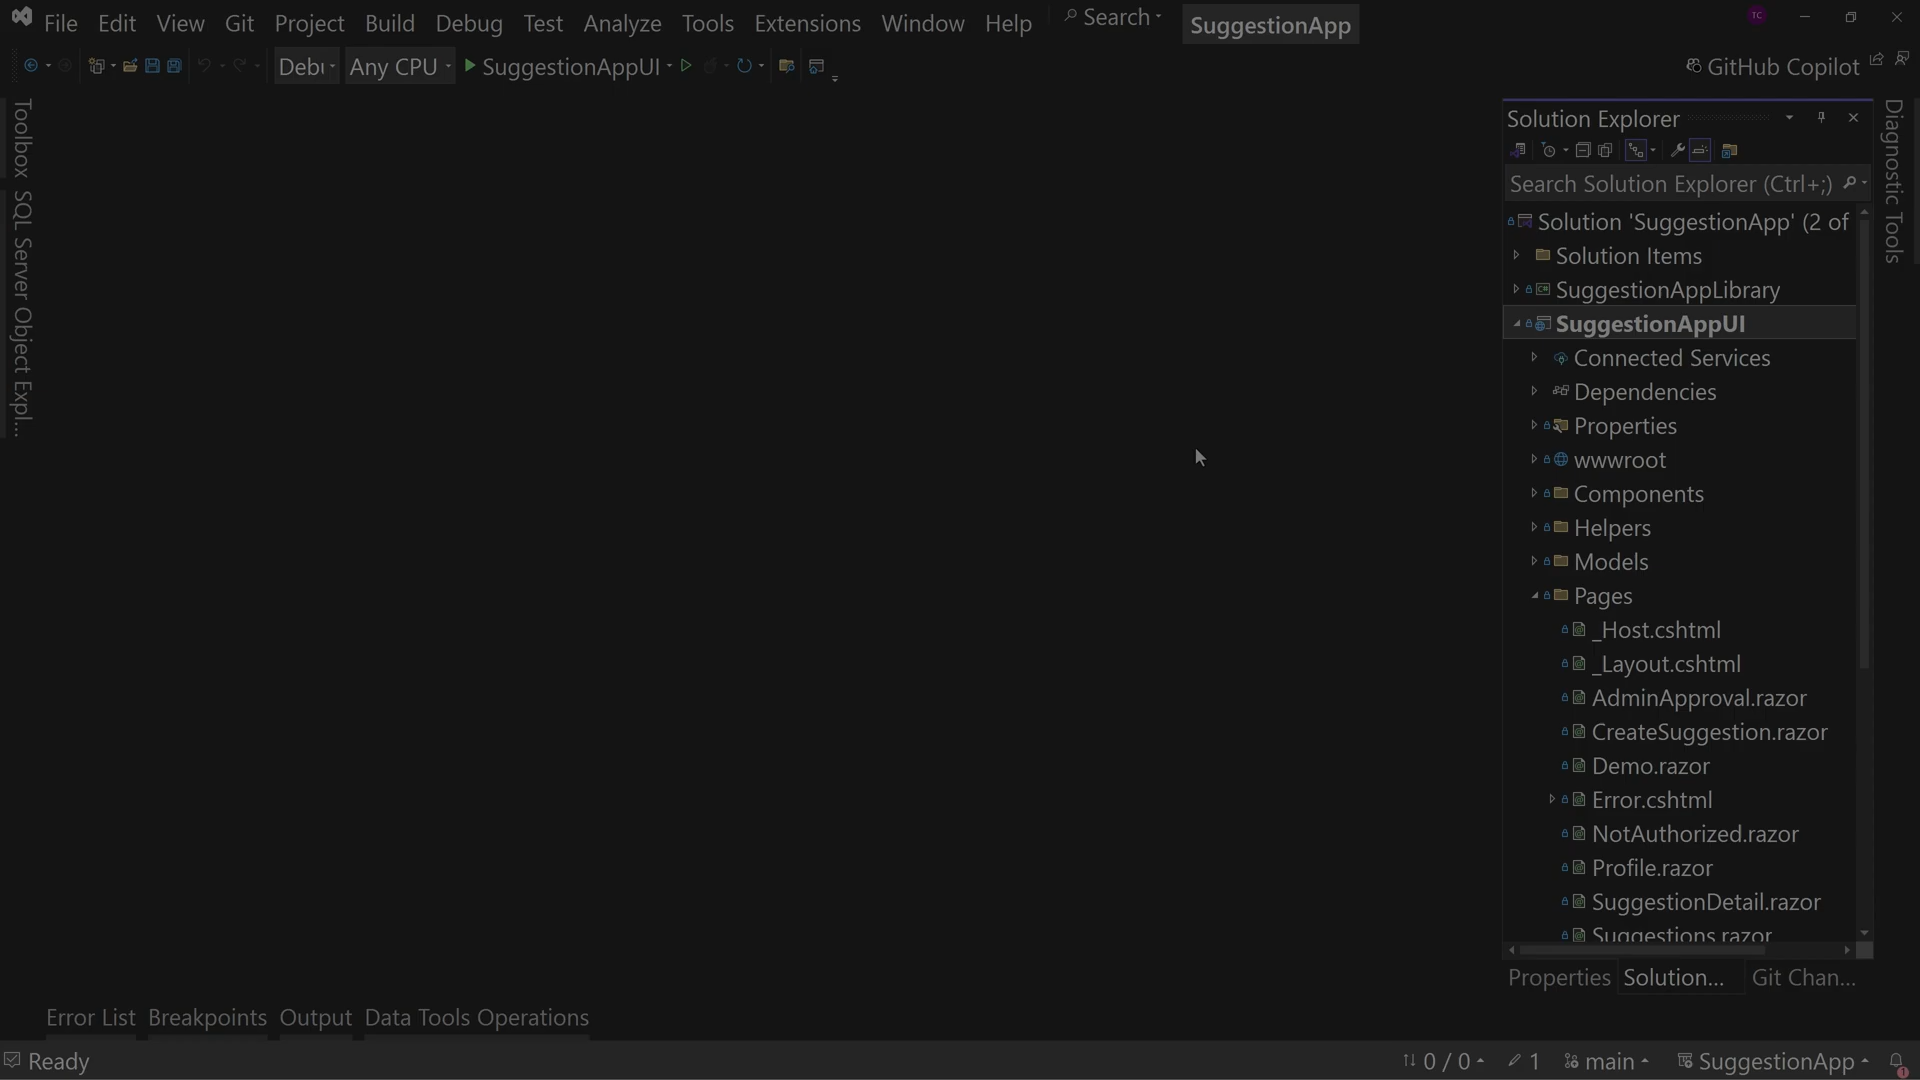 File Edit View Git Project Build Debug Test Analyze Tools Extensions Window Help Search SuggestionApp TC
Debu Any CPU SuggestionAppUI GitHub Copilot
Toolbox
SQL Server Object Expl...
Solution Explorer
Search Solution Explorer (Ctrl+;)
Solution 'SuggestionApp' (2 of
Solution Items
SuggestionAppLibrary
SuggestionAppUI
Connected Services
Dependencies
Properties
wwwroot
Components
Helpers
Models
Pages
_Host.cshtml
_Layout.cshtml
AdminApproval.razor
CreateSuggestion.razor
Demo.razor
Error.cshtml
NotAuthorized.razor
Profile.razor
SuggestionDetail.razor
Suggestions.razor
Properties Solution... Git Chan...
Diagnostic Tools
Error List Breakpoints Output Data Tools Operations
Ready 0 / 0 1 main SuggestionApp 1